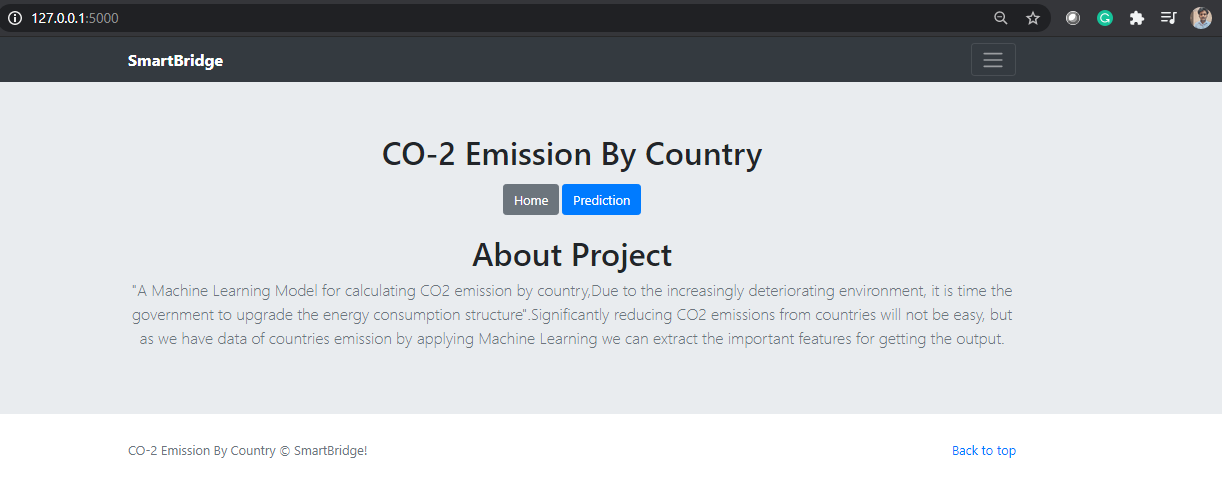 127.0.0.1:5000
SmartBridge
CO-2 Emission By Country
Home Prediction
About Project
"A Machine Learning Model for calculating CO2 emission by country,Due to the increasingly deteriorating environment, it is time the
government to upgrade the energy consumption structure".Significantly reducing CO2 emissions from countries will not be easy, but
as we have data of countries emission by applying Machine Learning we can extract the important features for getting the output.
CO-2 Emission By Country © SmartBridge! Back to top